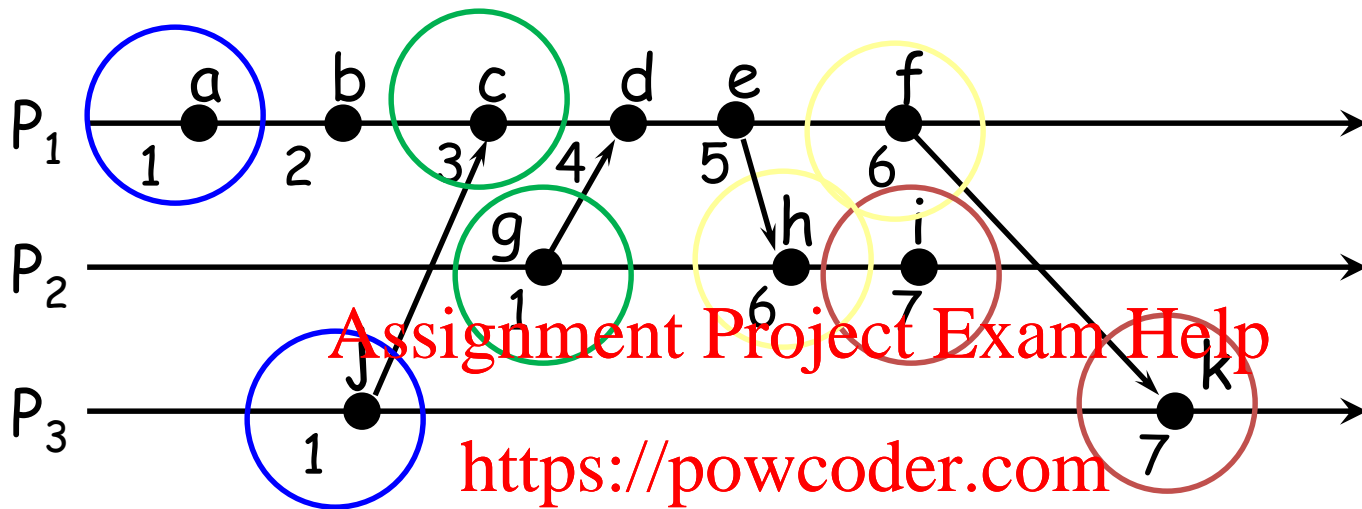 a b c d e f
P1
1 2 3 4 5 6
g h i
P2
1 6 7
Assignment Project Exam Help
j k
P3
1 7
https://powcoder.com